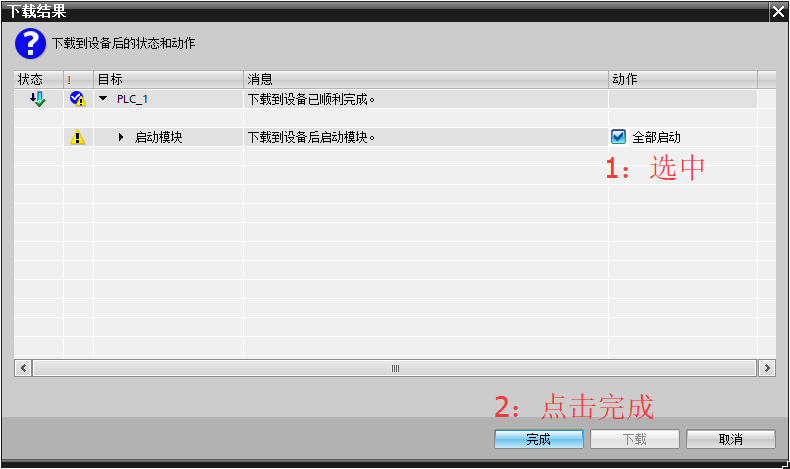 下载结果
下载到设备后的状态和动作
状态 ! 目标 消息 动作
PLC_1 下载到设备已顺利完成。
启动模块 下载到设备后启动模块。 全部启动
1：选中
2：点击完成
完成 下载 取消